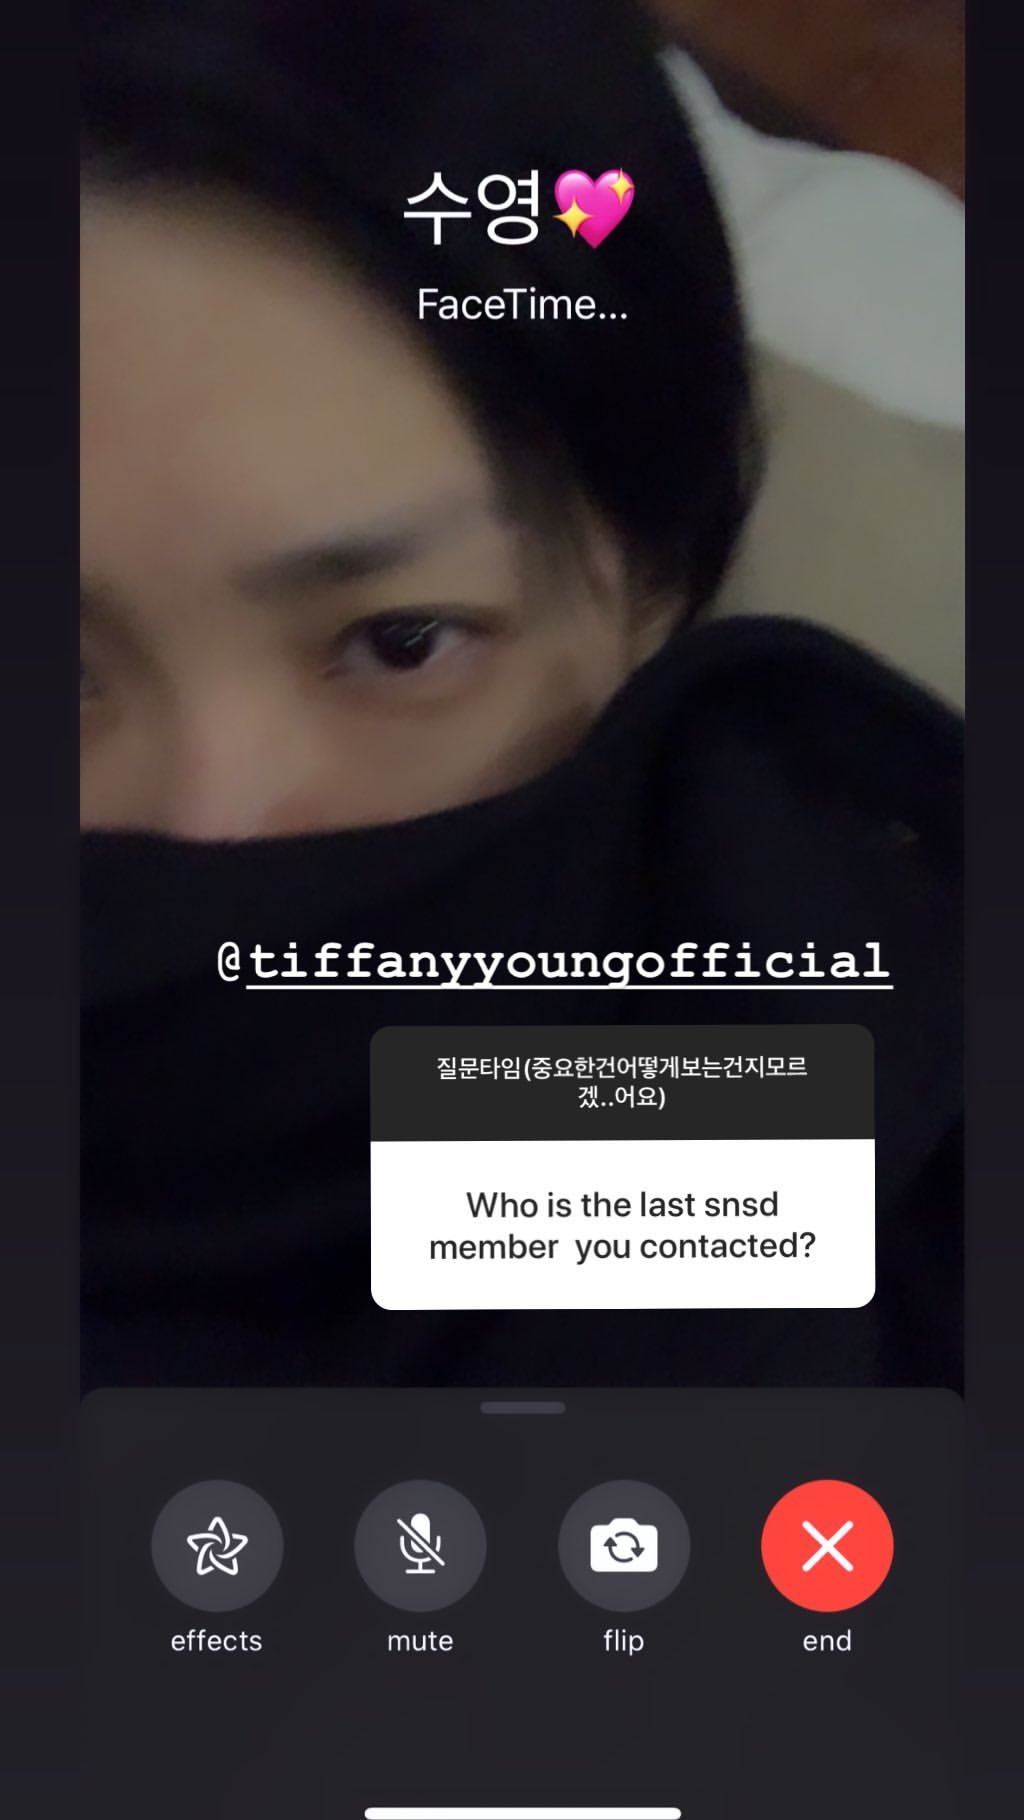 수영💖
FaceTime...
@tiffanyyoungofficial
질문타임(중요한건어떻게보는건지모르
겠..어요)
Who is the last snsd
member you contacted?
effects
mute
flip
end